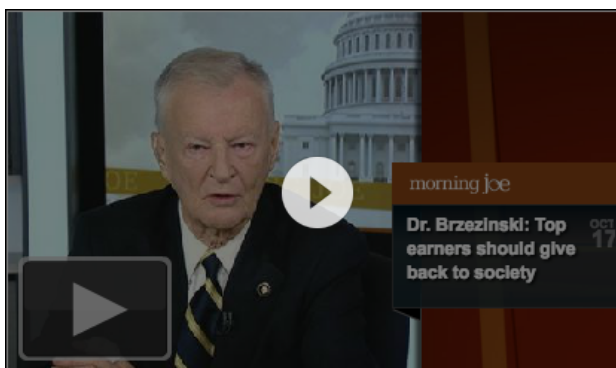 morning joe
Dr. Brzezinski: Top
earners should give
back to society
OCT
17